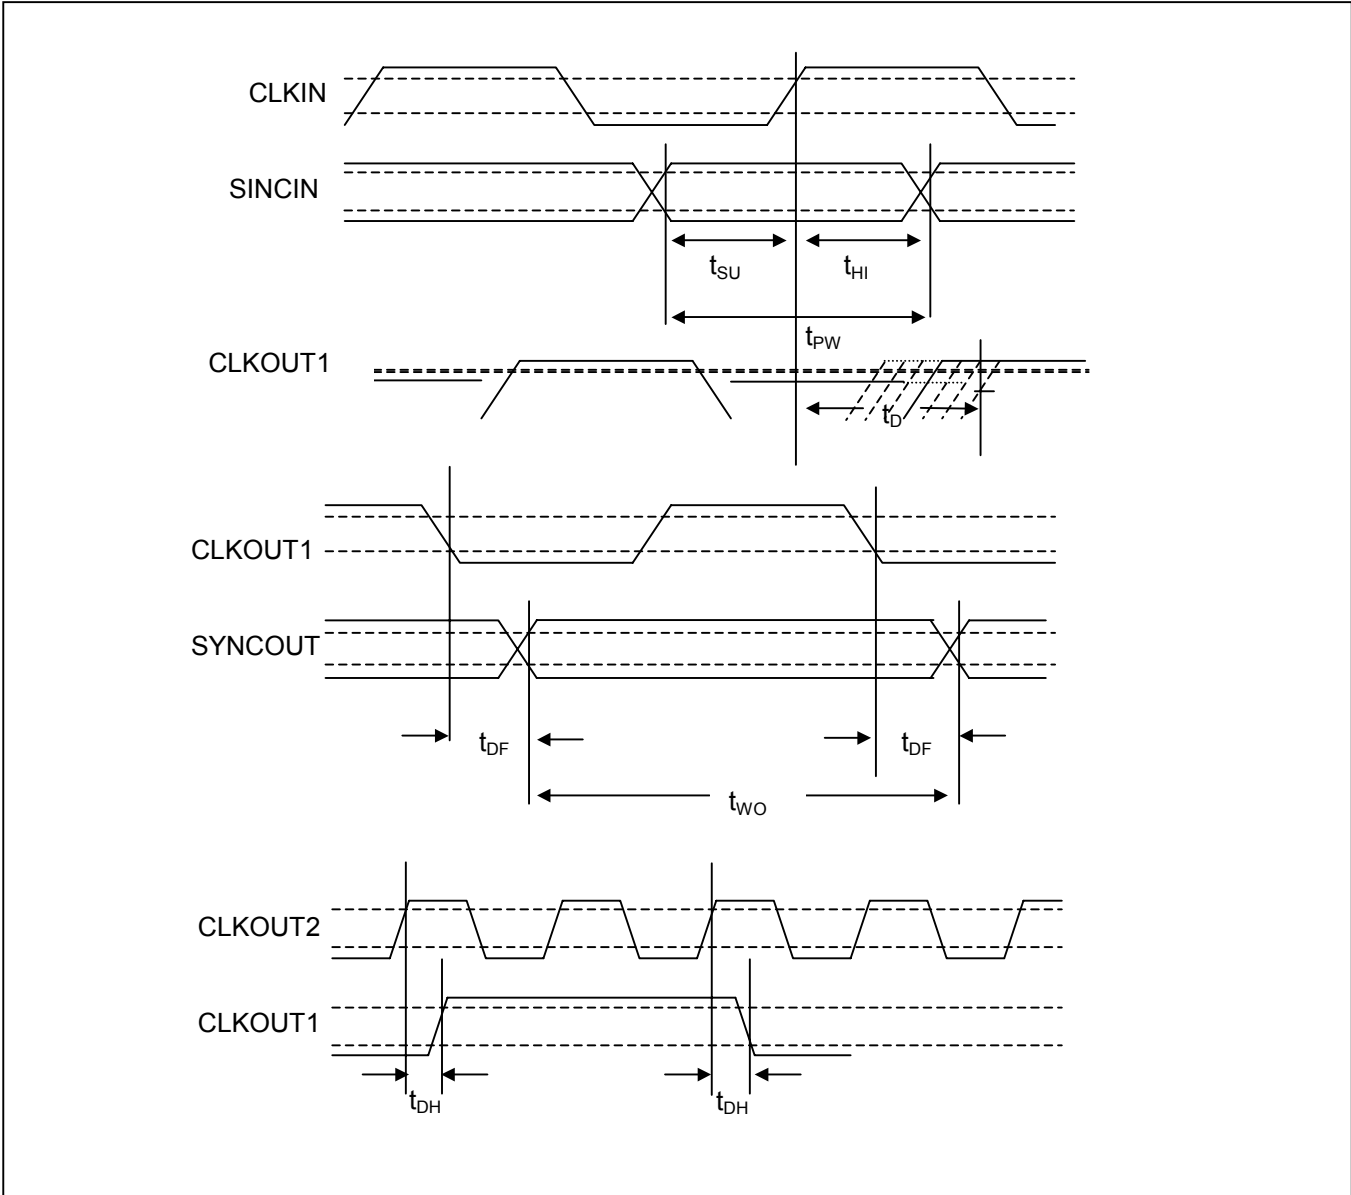 CLKIN
SINCIN
tSU
tHI
tPW
CLKOUT1
tD
CLKOUT1
SYNCOUT
tDF
tDF
tWO
CLKOUT2
CLKOUT1
tDH
tDH